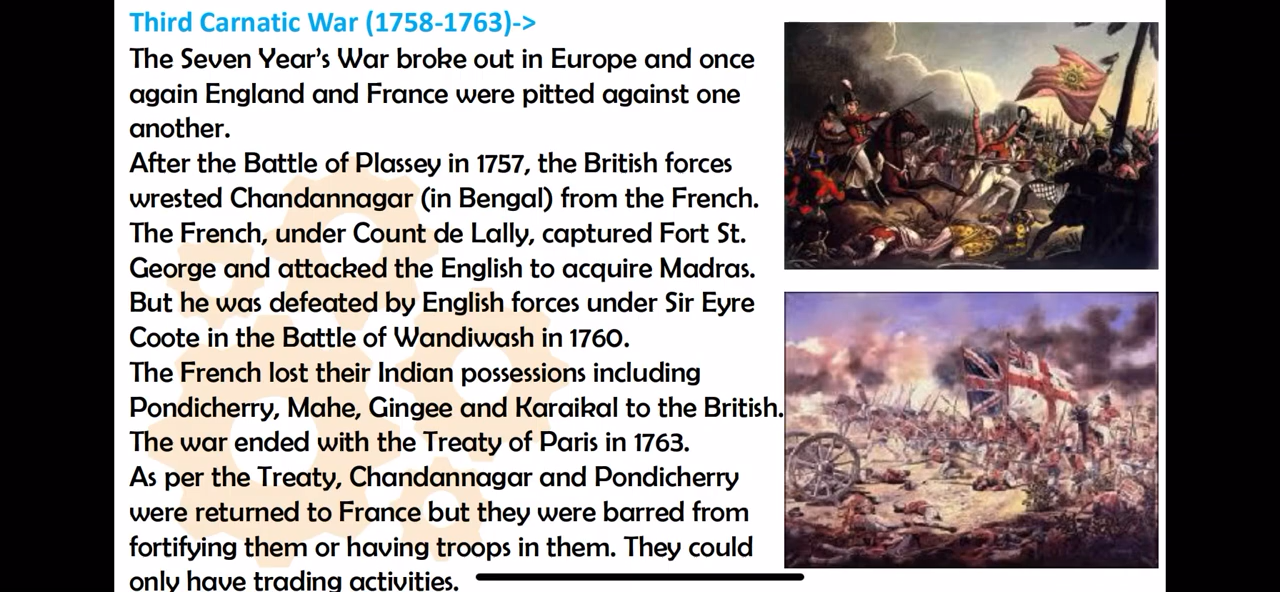 Third Carnatic War (1758-1763)->
The Seven Year's War broke out in Europe and once
again England and France were pitted against one
another.
After the Battle of Plassey in 1757, the British forces
wrested Chandannagar (in Bengal) from the French.
The French, under Count de Lally, captured Fort St.
George and attacked the English to acquire Madras.
But he was defeated by English forces under Sir Eyre
Coote in the Battle of Wandiwash in 1760.
The French lost their Indian possessions including
Pondicherry, Mahe, Gingee and Karaikal to the British.
The war ended with the Treaty of Paris in 1763.
As per the Treaty, Chandannagar and Pondicherry
were returned to France but they were barred from
fortifying them or having troops in them. They could
only have trading activities.